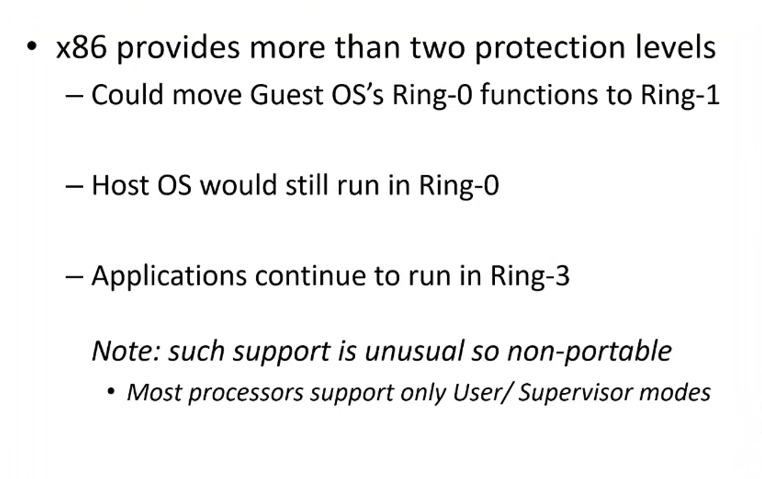 • x86 provides more than two protection levels
– Could move Guest OS’s Ring-0 functions to Ring-1
– Host OS would still run in Ring-0
– Applications continue to run in Ring-3
Note: such support is unusual so non-portable
• Most processors support only User/ Supervisor modes